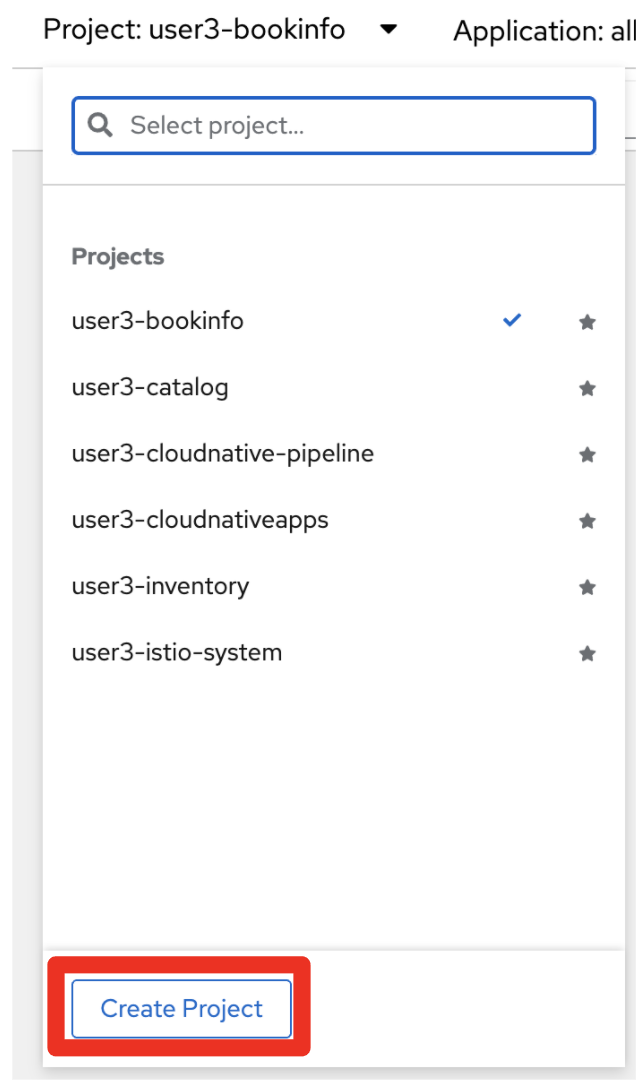 Project: user3-bookinfo Application: all
Select project...
Projects
user3-bookinfo
user3-catalog
user3-cloudnative-pipeline
user3-cloudnativeapps
user3-inventory
user3-istio-system
Create Project